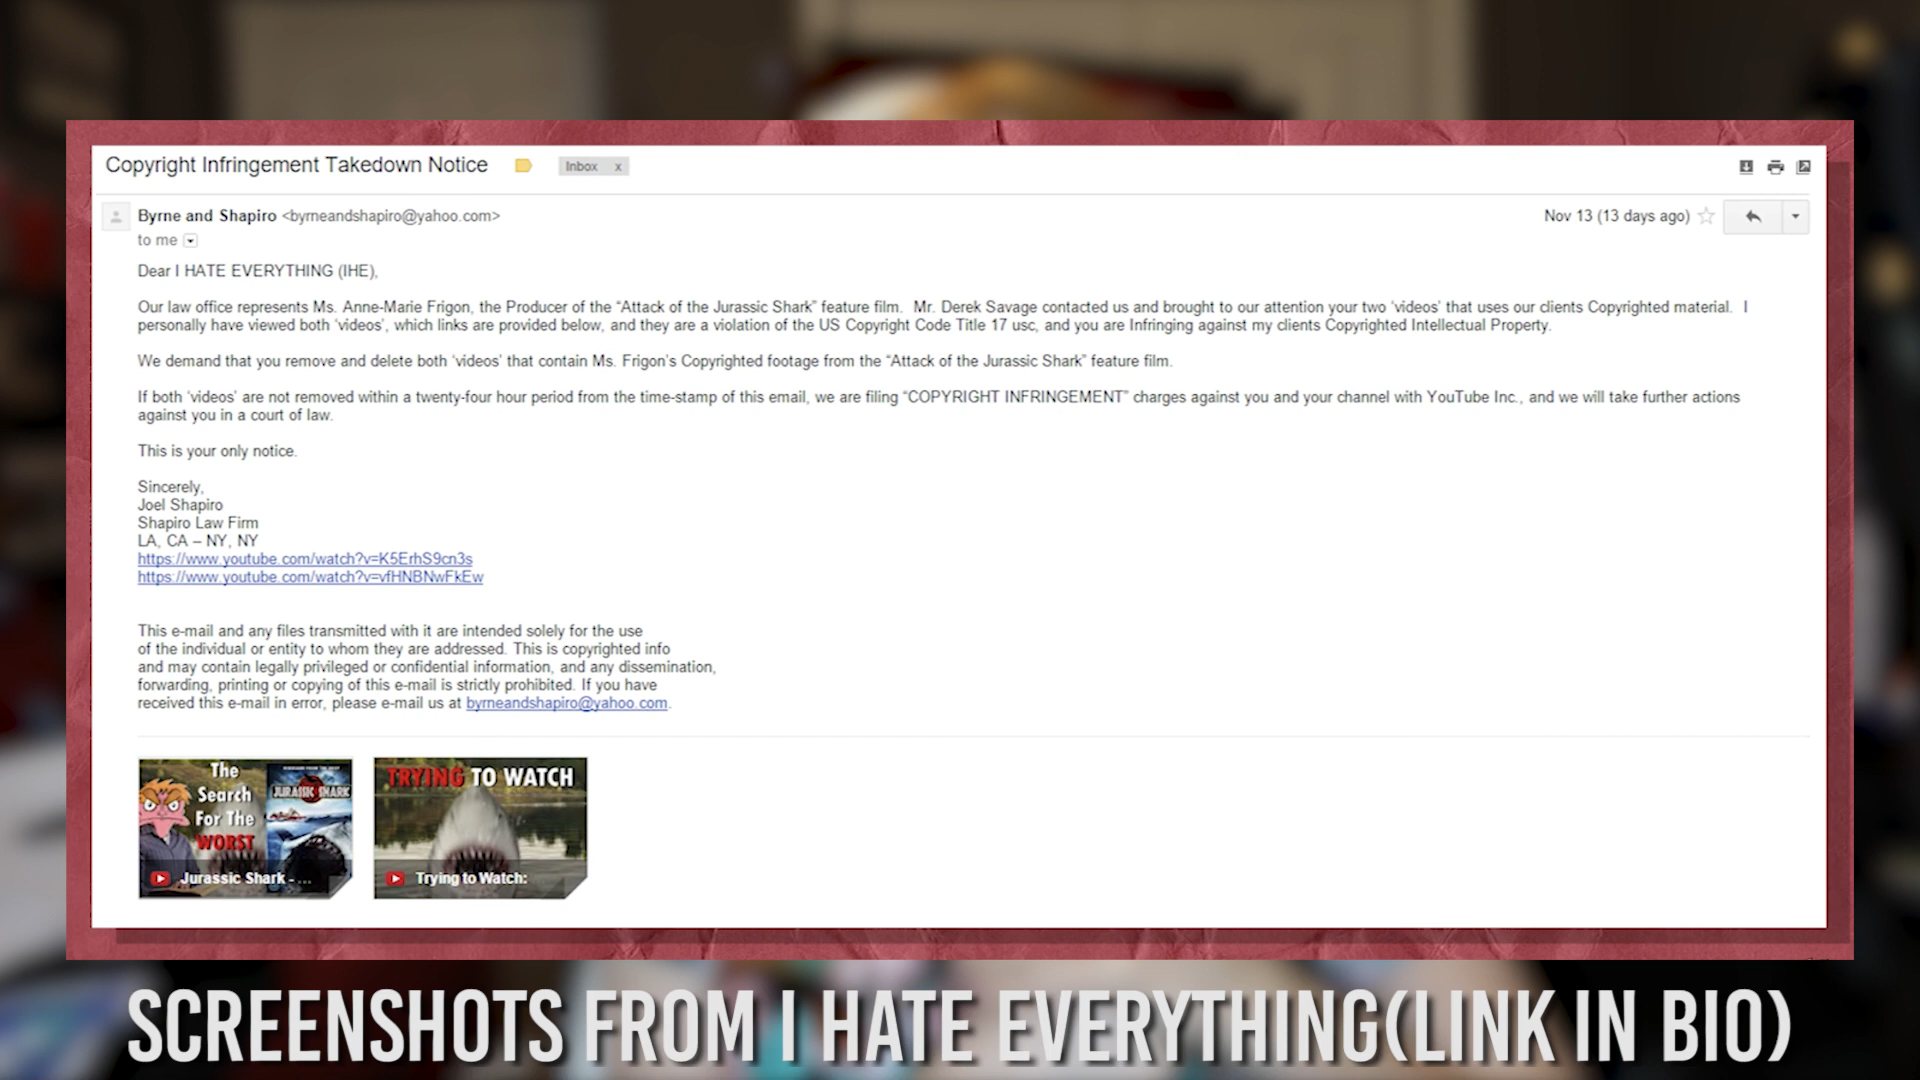 Copyright Infringement Takedown Notice
Inbox x
Byrne and Shapiro <byrneandshapiro@yahoo.com>
Nov 13 (13 days ago)
to me
Dear I HATE EVERYTHING (IHE),
Our law office represents Ms. Anne-Marie Frigon, the Producer of the “Attack of the Jurassic Shark” feature film. Mr. Derek Savage contacted us and brought to our attention your two ‘videos’ that uses our clients Copyrighted material. I
personally have viewed both ‘videos’, which links are provided below, and they are a violation of the US Copyright Code Title 17 usc, and you are Infringing against my clients Copyrighted Intellectual Property.
We demand that you remove and delete both ‘videos’ that contain Ms. Frigon’s Copyrighted footage from the “Attack of the Jurassic Shark” feature film.
If both ‘videos’ are not removed within a twenty-four hour period from the time-stamp of this email, we are filing “COPYRIGHT INFRINGEMENT” charges against you and your channel with YouTube Inc., and we will take further actions
against you in a court of law.
This is your only notice.
Sincerely,
Joel Shapiro
Shapiro Law Firm
LA, CA – NY, NY
https://www.youtube.com/watch?v=K5ErhS9cn3s
https://www.youtube.com/watch?v=vfHNBNwFkEw
This e-mail and any files transmitted with it are intended solely for the use
of the individual or entity to whom they are addressed. This is copyrighted info
and may contain legally privileged or confidential information, and any dissemination,
forwarding, printing or copying of this e-mail is strictly prohibited. If you have
received this e-mail in error, please e-mail us at byrneandshapiro@yahoo.com.
The
Search
For The
WORST
JURASSIC SHARK
Jurassic Shark - ...
TRYING TO WATCH
Trying to Watch:
SCREENSHOTS FROM I HATE EVERYTHING(LINK IN BIO)